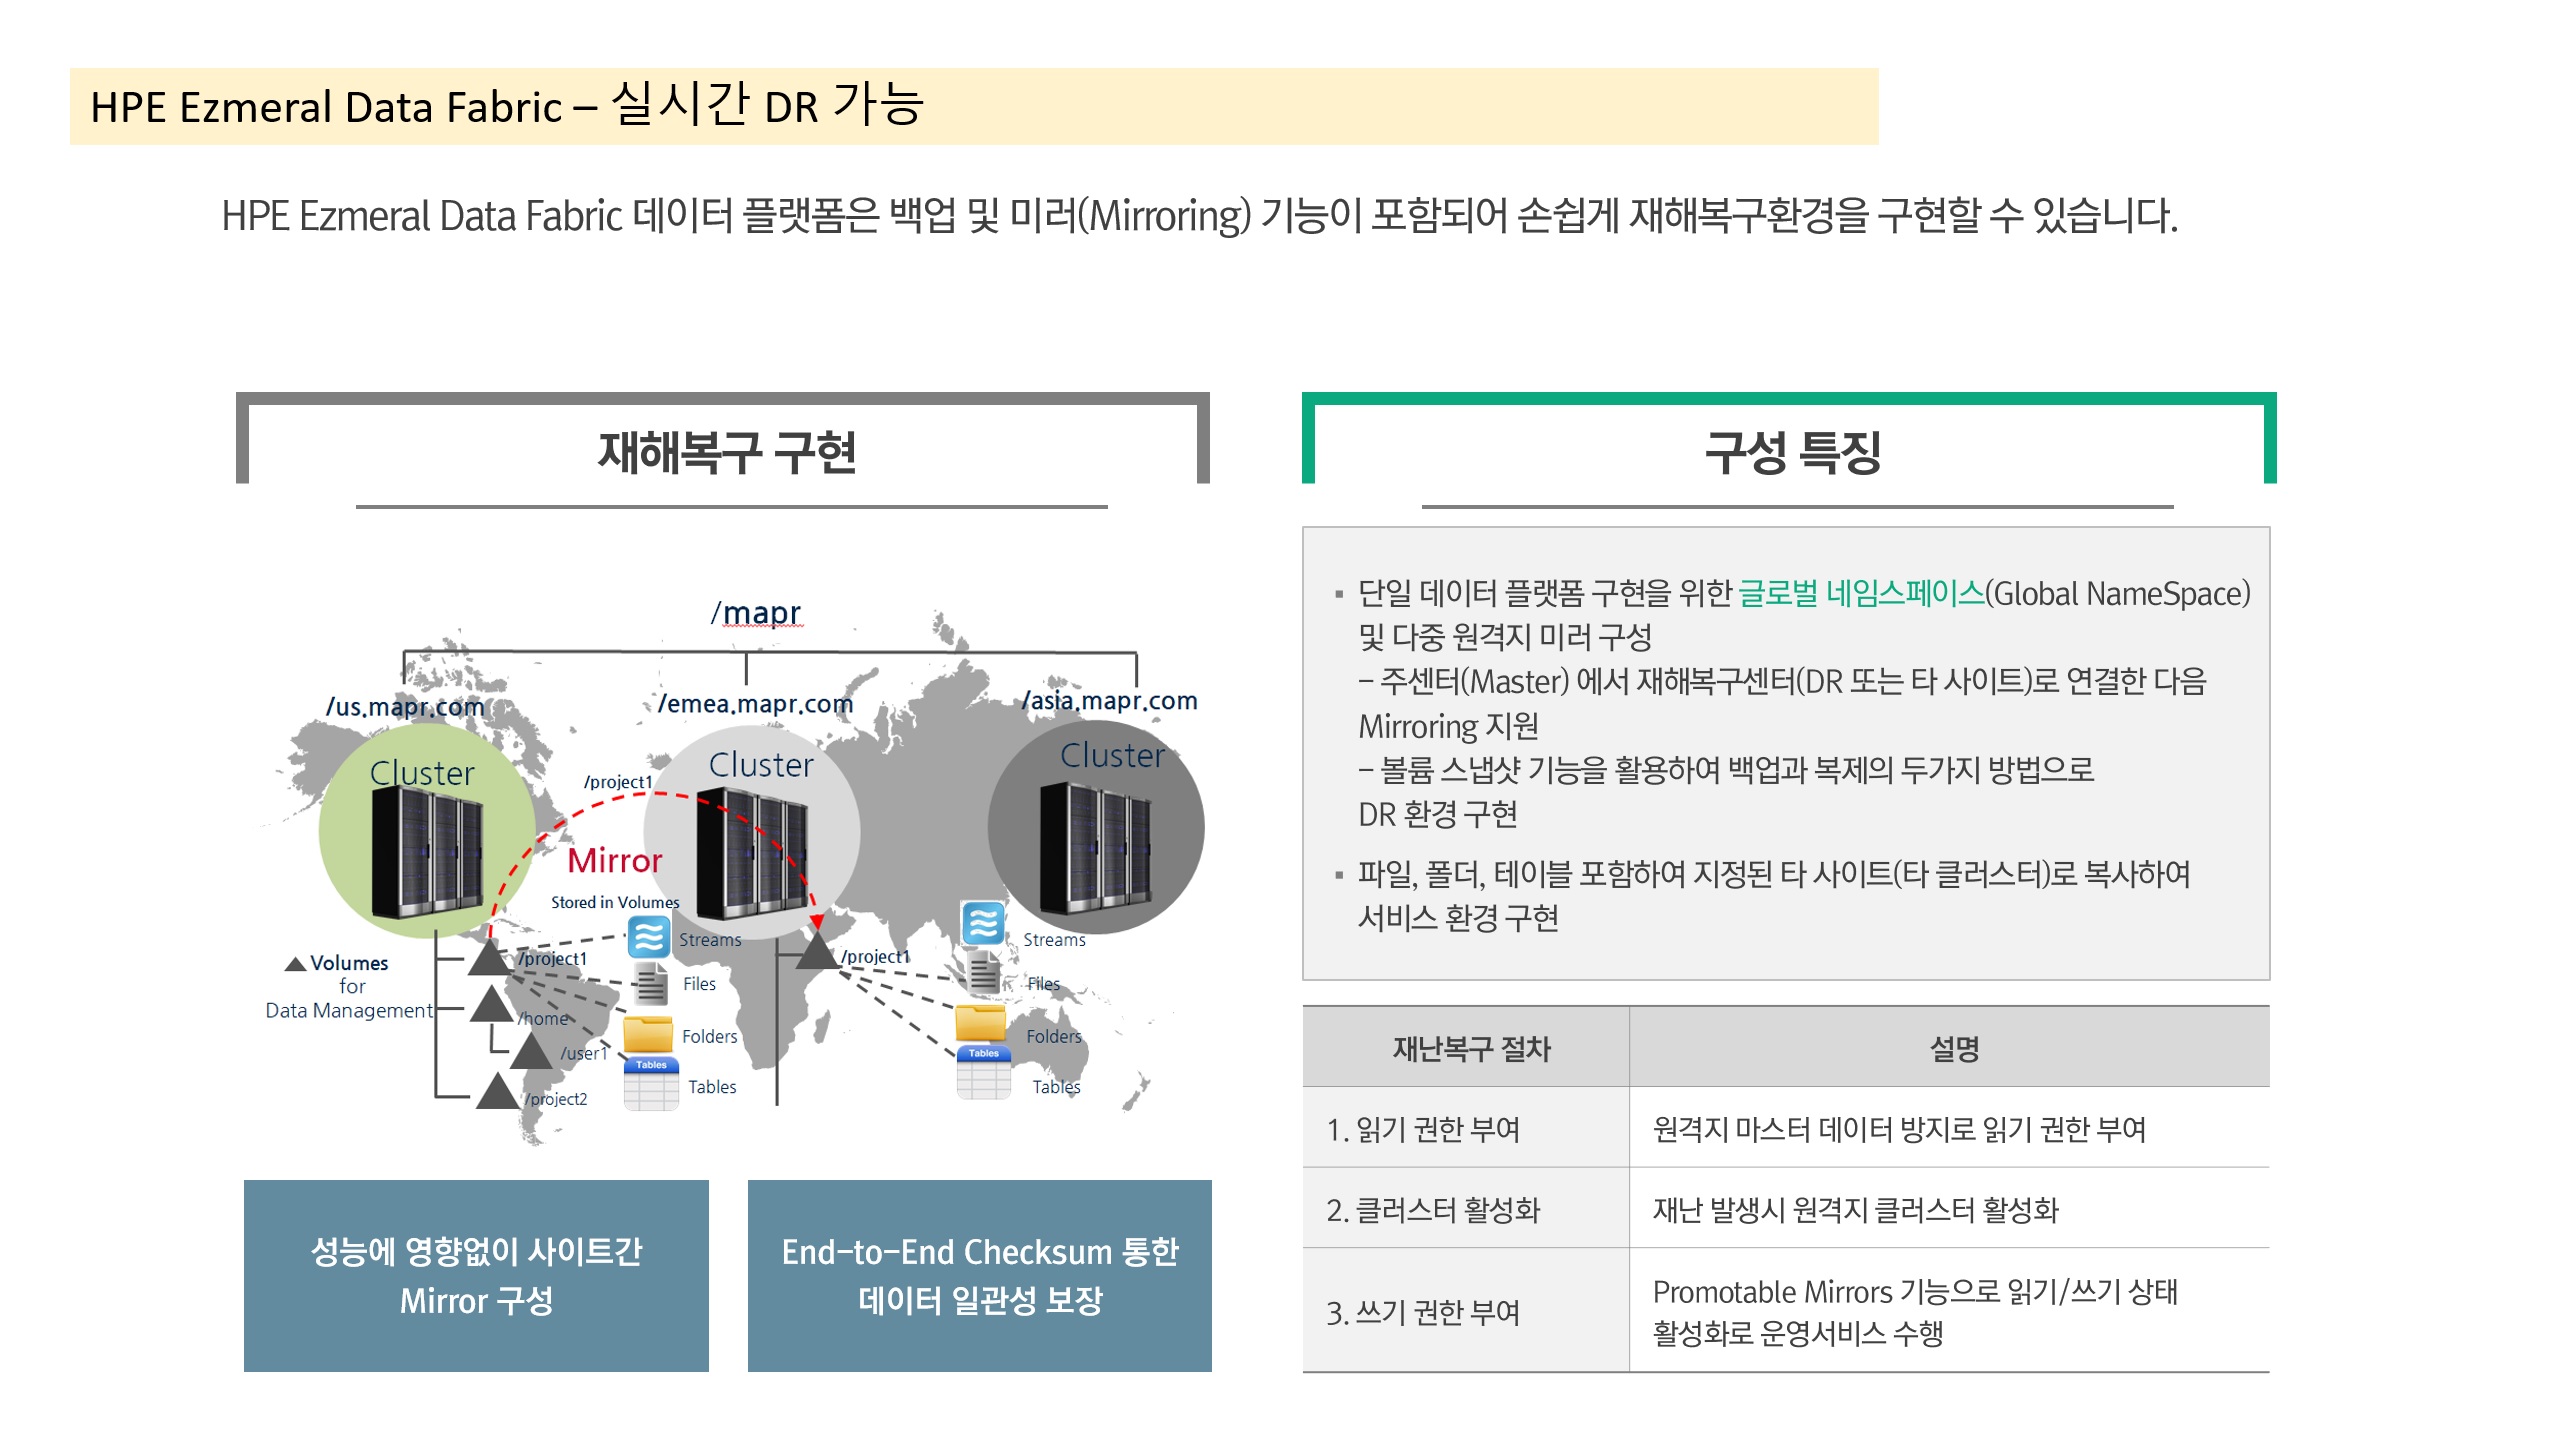 HPE Ezmeral Data Fabric – 실시간 DR 가능
HPE Ezmeral Data Fabric 데이터 플랫폼은 백업 및 미러(Mirroring) 기능이 포함되어 손쉽게 재해복구환경을 구현할 수 있습니다.
재해복구 구현
/mapr
/us.mapr.com
/emea.mapr.com
/asia.mapr.com
Cluster
Cluster
Cluster
/project1
Mirror
Stored in Volumes
Streams
Files
Folders
Tables
Tables
▲ Volumes
for
Data Management
/project1
/home
/user1
/project2
/project1
Streams
Files
Folders
Tables
Tables
성능에 영향없이 사이트간
Mirror 구성
End-to-End Checksum 통한
데이터 일관성 보장
구성 특징
▪ 단일 데이터 플랫폼 구현을 위한 글로벌 네임스페이스(Global NameSpace)
및 다중 원격지 미러 구성
– 주센터(Master) 에서 재해복구센터(DR 또는 타 사이트)로 연결한 다음
Mirroring 지원
– 볼륨 스냅샷 기능을 활용하여 백업과 복제의 두가지 방법으로
DR 환경 구현
▪ 파일, 폴더, 테이블 포함하여 지정된 타 사이트(타 클러스터)로 복사하여
서비스 환경 구현
재난복구 절차
설명
1. 읽기 권한 부여
원격지 마스터 데이터 방지로 읽기 권한 부여
2. 클러스터 활성화
재난 발생시 원격지 클러스터 활성화
3. 쓰기 권한 부여
Promotable Mirrors 기능으로 읽기/쓰기 상태
활성화로 운영서비스 수행